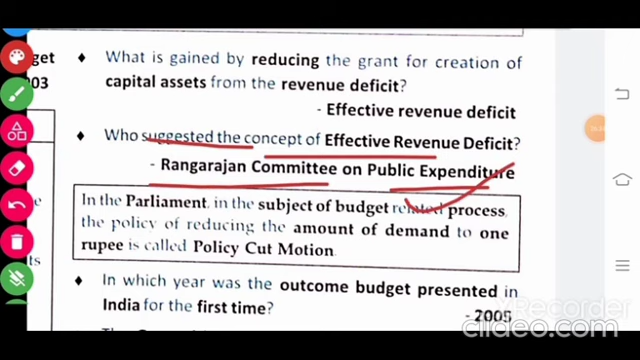 get
003
♦ What is gained by reducing the grant for creation of
capital assets from the revenue deficit?
- Effective revenue deficit
♦ Who suggested the concept of Effective Revenue Deficit?
- Rangarajan Committee on Public Expenditure
In the Parliament, in the subject of budget related process,
the policy of reducing the amount of demand to one
rupee is called Policy Cut Motion.
♦ In which year was the outcome budget presented in
India for the first time?
- 2005
ts
XRecorder
clideo.com